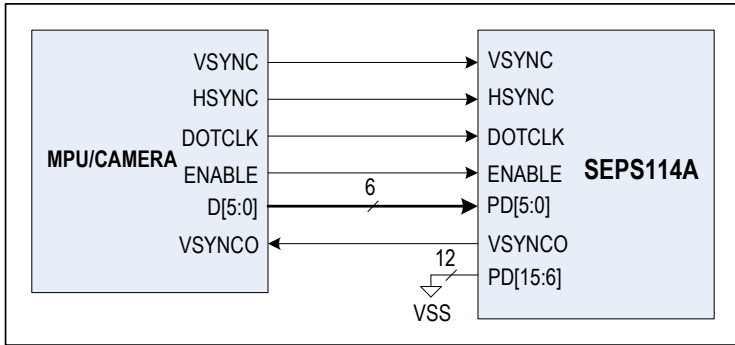 VSYNC VSYNC
HSYNC HSYNC
DOTCLK DOTCLK
MPU/CAMERA SEPS114A
ENABLE 6 ENABLE
D[5:0] PD[5:0]
VSYNCO VSYNCO
12 PD[15:6]
VSS